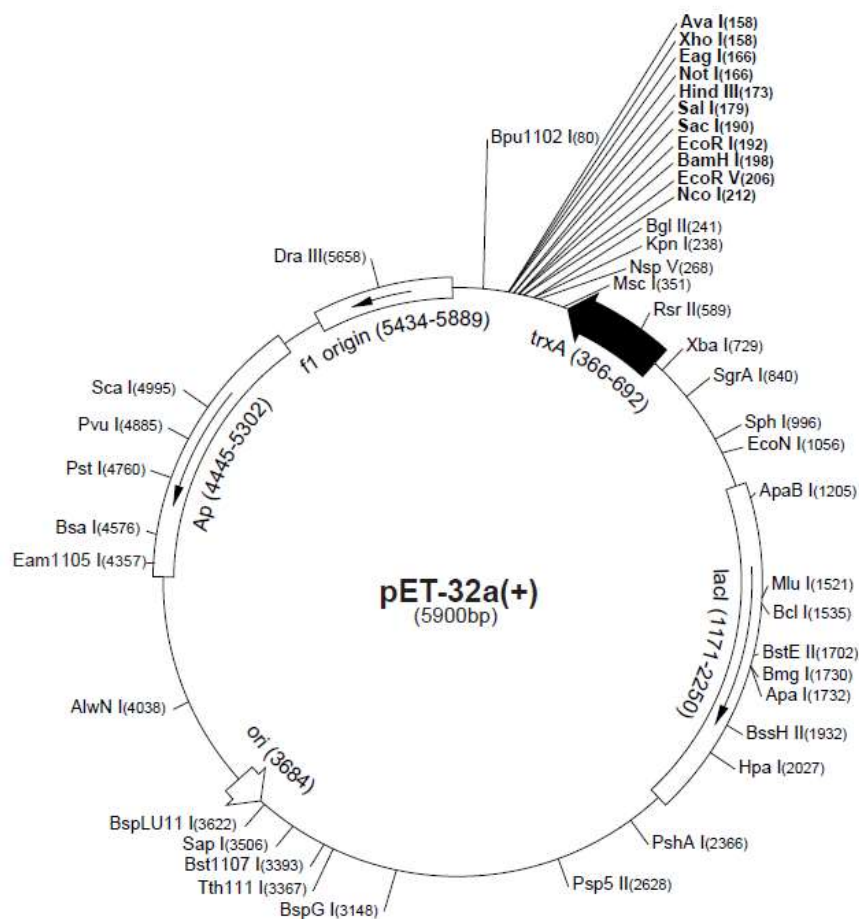 Ava I(158)
Xho I(158)
Eag I(166)
Not I(166)
Hind III(173)
Sal I(179)
Sac I(190)
EcoR I(192)
BamH I(198)
EcoR V(206)
Nco I(212)
Bpu1102 I(80)
Bgl II(241)
Kpn I(238)
Nsp V(268)
Msc I(351)
Rsr II(589)
Xba I(729)
SgrA I(840)
Sph I(996)
EcoN I(1056)
ApaB I(1205)
Mlu I(1521)
Bcl I(1535)
BstE II(1702)
Bmg I(1730)
Apa I(1732)
BssH II(1932)
Hpa I(2027)
PshA I(2366)
Psp5 II(2628)
BspG I(3148)
Tth111 I(3367)
Bst1107 I(3393)
Sap I(3506)
BspLU11 I(3622)
AlwN I(4038)
Eam1105 I(4357)
Bsa I(4576)
Pst I(4760)
Pvu I(4885)
Sca I(4995)
Dra III(5658)
f1 origin (5434-5889)
trxA (366-692)
lacI (1171-2250)
ori (3684)
Ap (4445-5302)
pET-32a(+)
(5900bp)